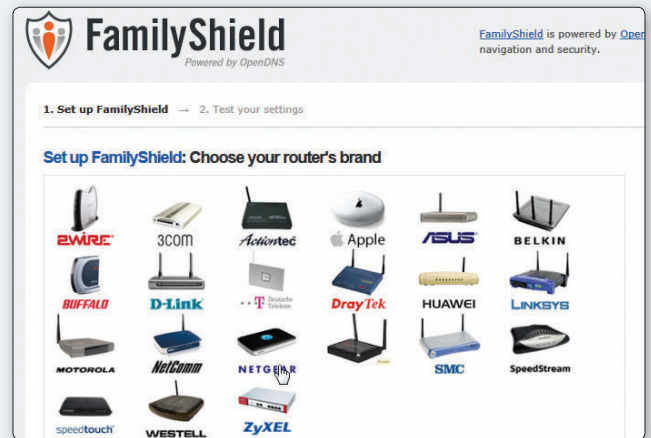 FamilyShield
Powered by OpenDNS
FamilyShield is powered by Open
navigation and security.
1. Set up FamilyShield → 2. Test your settings
Set up FamilyShield: Choose your router's brand
2WIRE
3COM
Actiontec
Apple
ASUS
BELKIN
BUFFALO
D-Link
T Deutsche Telekom
DrayTek
HUAWEI
LINKSYS
MOTOROLA
NetComm
NETGEAR
SMC
SpeedStream
speedtouch
WESTELL
ZyXEL